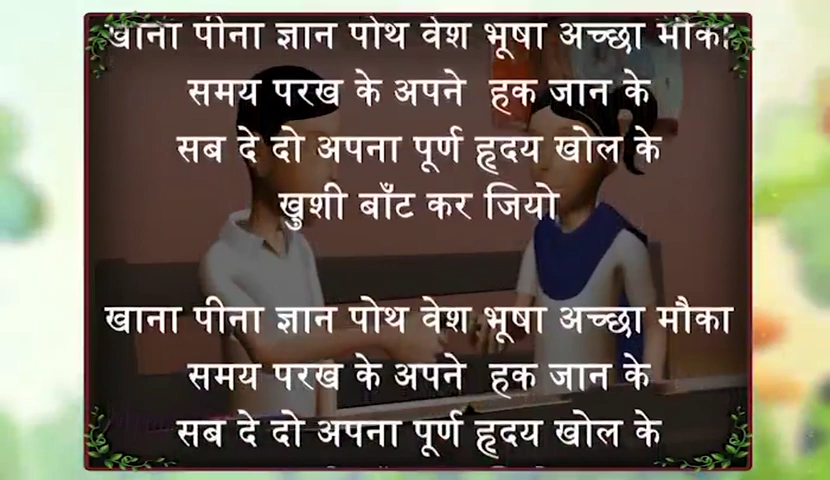 खाना पीना ज्ञान पोथ वेश भूषा अच्छा मौका
समय परख के अपने हक जान के
सब दे दो अपना पूर्ण हृदय खोल के
खुशी बाँट कर जियो
खाना पीना ज्ञान पोथ वेश भूषा अच्छा मौका
समय परख के अपने हक जान के
सब दे दो अपना पूर्ण हृदय खोल के